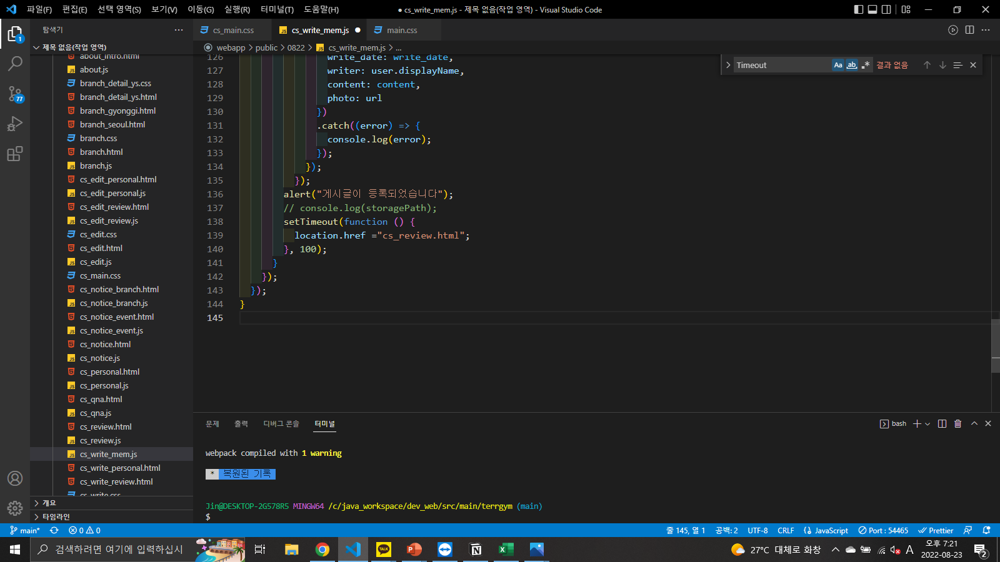 파일(F) 편집(E) 선택 영역(S) 보기(V) 이동(G) 실행(R) 터미널(T) 도움말(H)
● cs_write_mem.js - 제목 없음(작업 영역) - Visual Studio Code
탐색기
cs_main.css
cs_write_mem.js ●
main.css
제목 없음(작업 영역)
webapp > public > 0822 > cs_write_mem.js > ...
Timeout
Aa
ab,
결과 없음
1
77
about_intro.html
about.js
branch_detail_ys.css
branch_detail_ys.html
branch_gyonggi.html
branch_seoul.html
branch.css
branch.html
branch.js
cs_edit_personal.html
cs_edit_personal.js
cs_edit_review.html
cs_edit_review.js
cs_edit.css
cs_edit.html
cs_edit.js
cs_main.css
cs_notice_branch.html
cs_notice_branch.js
cs_notice_event.html
cs_notice_event.js
cs_notice.html
cs_notice.js
cs_personal.html
cs_personal.js
cs_qna.html
cs_qna.js
cs_review.html
cs_review.js
cs_write_mem.js
cs_write_personal.html
cs_write_review.html
cs_write.css
개요
타임라인
126 write_date: write_date,
127 writer: user.displayName,
128 content: content,
129 photo: url
130 })
131 .catch((error) => {
132 console.log(error);
133 });
134 });
135 });
136 alert("게시글이 등록되었습니다");
137 // console.log(storagePath);
138 setTimeout(function () {
139 location.href ="cs_review.html";
140 }, 100);
141 }
142 });
143 });
144 }
145
문제 출력 디버그 콘솔 터미널
bash
webpack compiled with 1 warning
* 복원된 기록
Jin@DESKTOP-2G578R5 MINGW64 /c/java_workspace/dev_web/src/main/terrgym (main)
$
main* 0 0
줄 145, 열 1 공백: 2 UTF-8 CRLF JavaScript Port : 54465 Prettier
검색하려면 여기에 입력하십시
TALK
27°C 대체로 화창
A
오후 7:21
2022-08-23
2